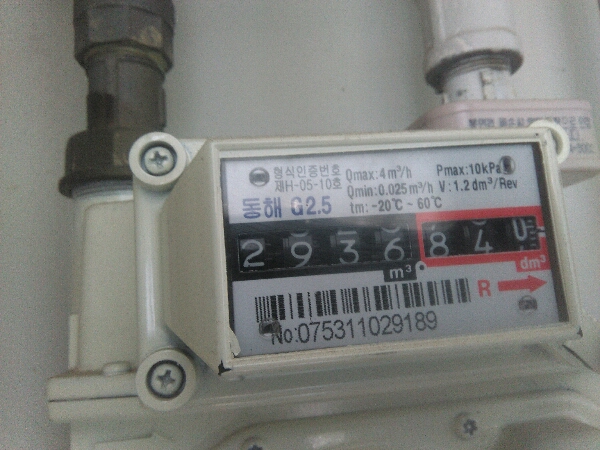 형식인증번호
제H-05-10호
Qmax: 4 m³/h Pmax: 10kPa
Qmin: 0.025 m³/h V: 1.2 dm³/Rev
동해 G2.5 tm: -20℃ ~ 60℃
2936 84
m³ dm³
R
No: 075311029189